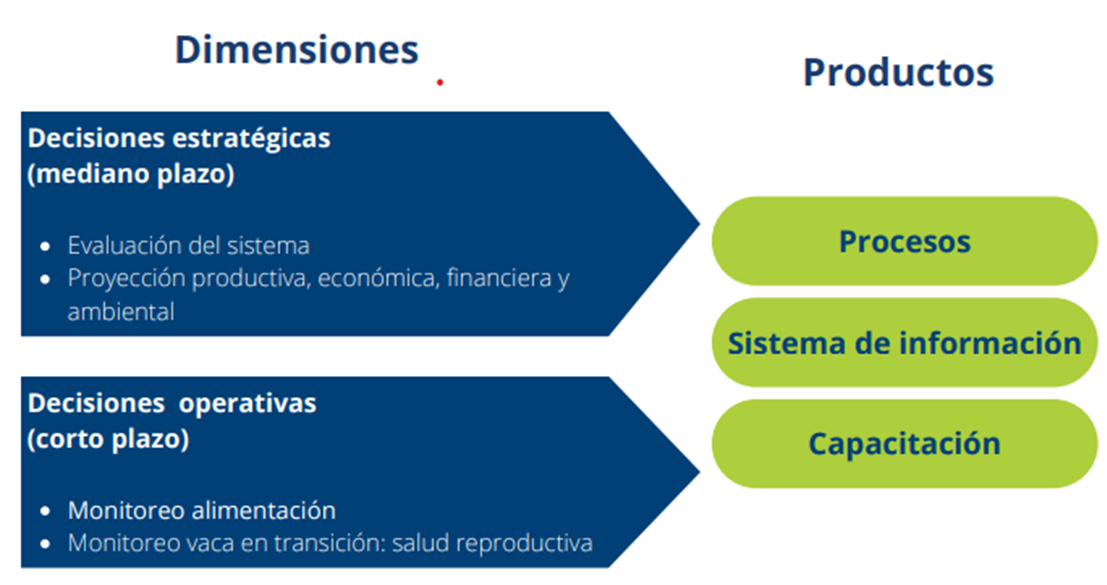 Dimensiones
Productos
Decisiones estratégicas
(mediano plazo)
• Evaluación del sistema
• Proyección productiva, económica, financiera y
ambiental
Decisiones operativas
(corto plazo)
• Monitoreo alimentación
• Monitoreo vaca en transición: salud reproductiva
Procesos
Sistema de información
Capacitación